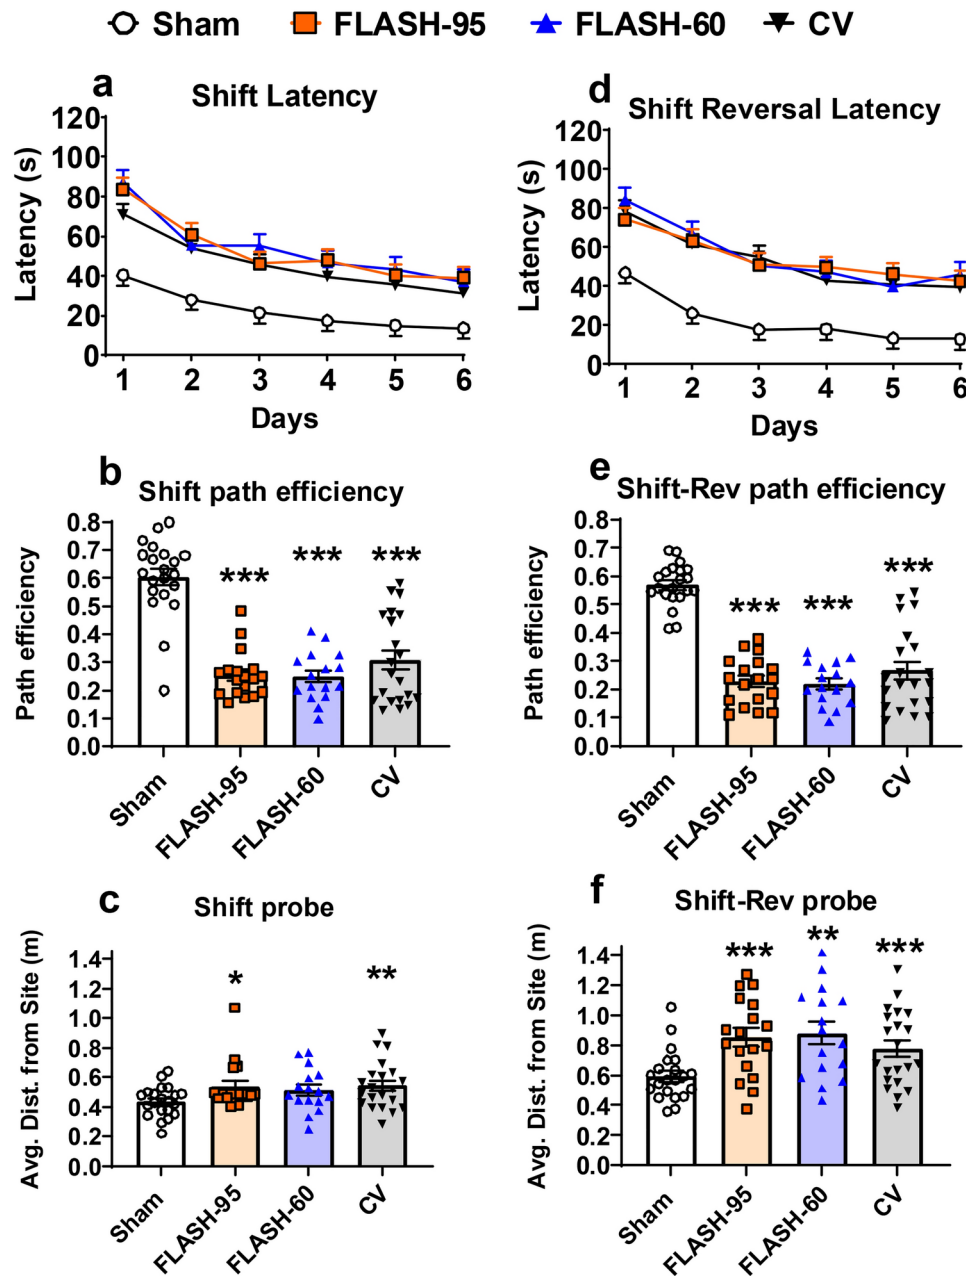 Sham FLASH-95 FLASH-60 CV
a
Shift Latency
Latency (s)
120
100
80
60
40
20
0
1 2 3 4 5 6
Days
d
Shift Reversal Latency
Latency (s)
120
100
80
60
40
20
0
1 2 3 4 5 6
Days
b
Shift path efficiency
Path efficiency
0.8
0.7
0.6
0.5
0.4
0.3
0.2
0.1
0.0
*** *** ***
Sham FLASH-95 FLASH-60 CV
e
Shift-Rev path efficiency
Path efficiency
0.8
0.7
0.6
0.5
0.4
0.3
0.2
0.1
0.0
*** *** ***
Sham FLASH-95 FLASH-60 CV
c
Shift probe
Avg. Dist. from Site (m)
1.4
1.2
1.0
0.8
0.6
0.4
0.2
0.0
* **
Sham FLASH-95 FLASH-60 CV
f
Shift-Rev probe
Avg. Dist. from Site (m)
1.4
1.2
1.0
0.8
0.6
0.4
0.2
0.0
*** ** ***
Sham FLASH-95 FLASH-60 CV